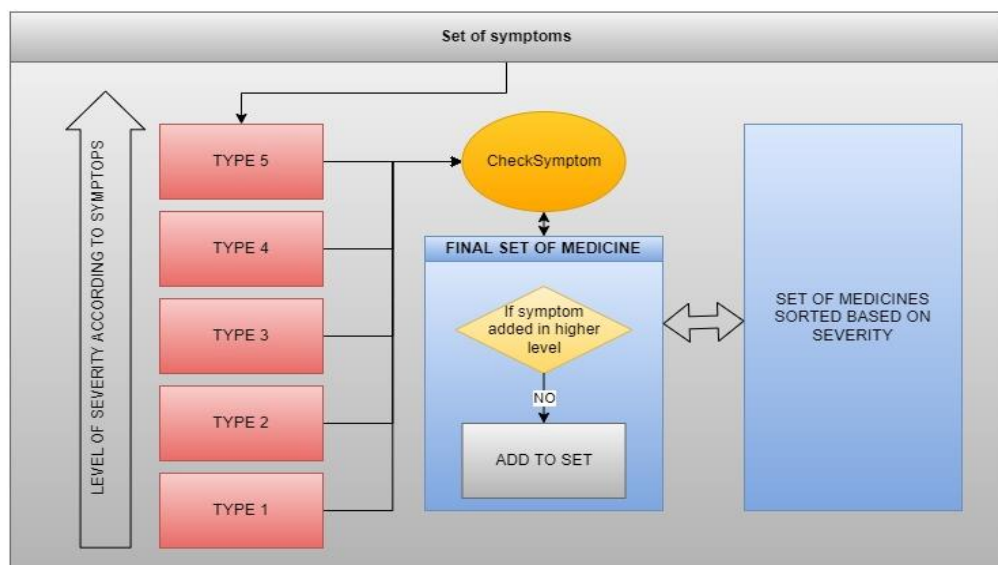 Set of symptoms
LEVEL OF SEVERITY ACCORDING TO SYMPTOPS
TYPE 5
TYPE 4
TYPE 3
TYPE 2
TYPE 1
CheckSymptom
FINAL SET OF MEDICINE
If symptom
added in higher
level
NO
ADD TO SET
SET OF MEDICINES
SORTED BASED ON
SEVERITY